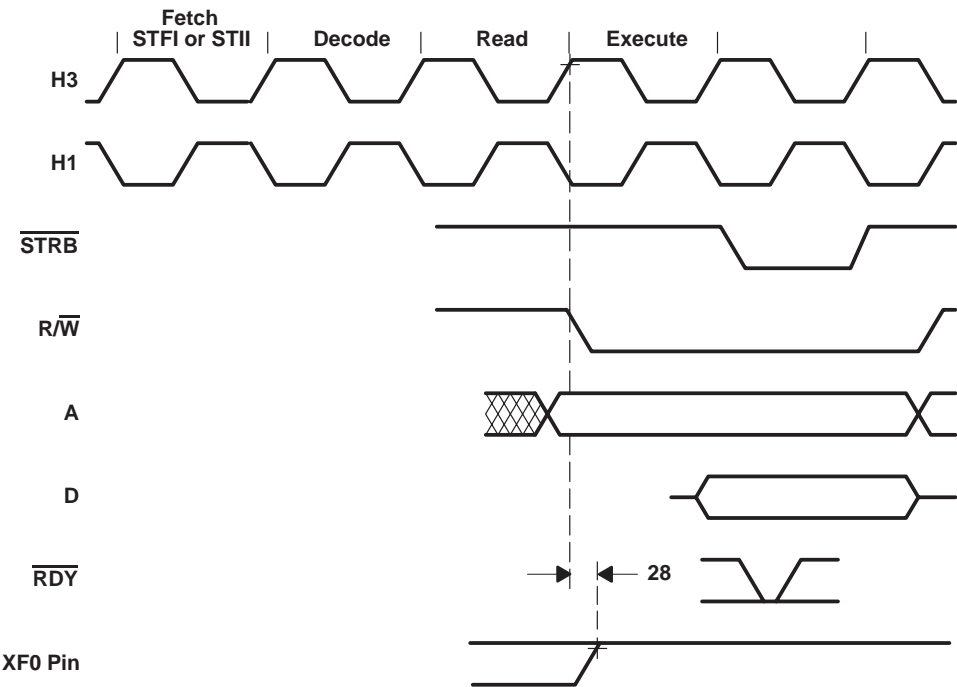 Fetch
STFI or STII
Decode
Read
Execute
H3
H1
STRB
R/W
A
D
RDY
28
XF0 Pin